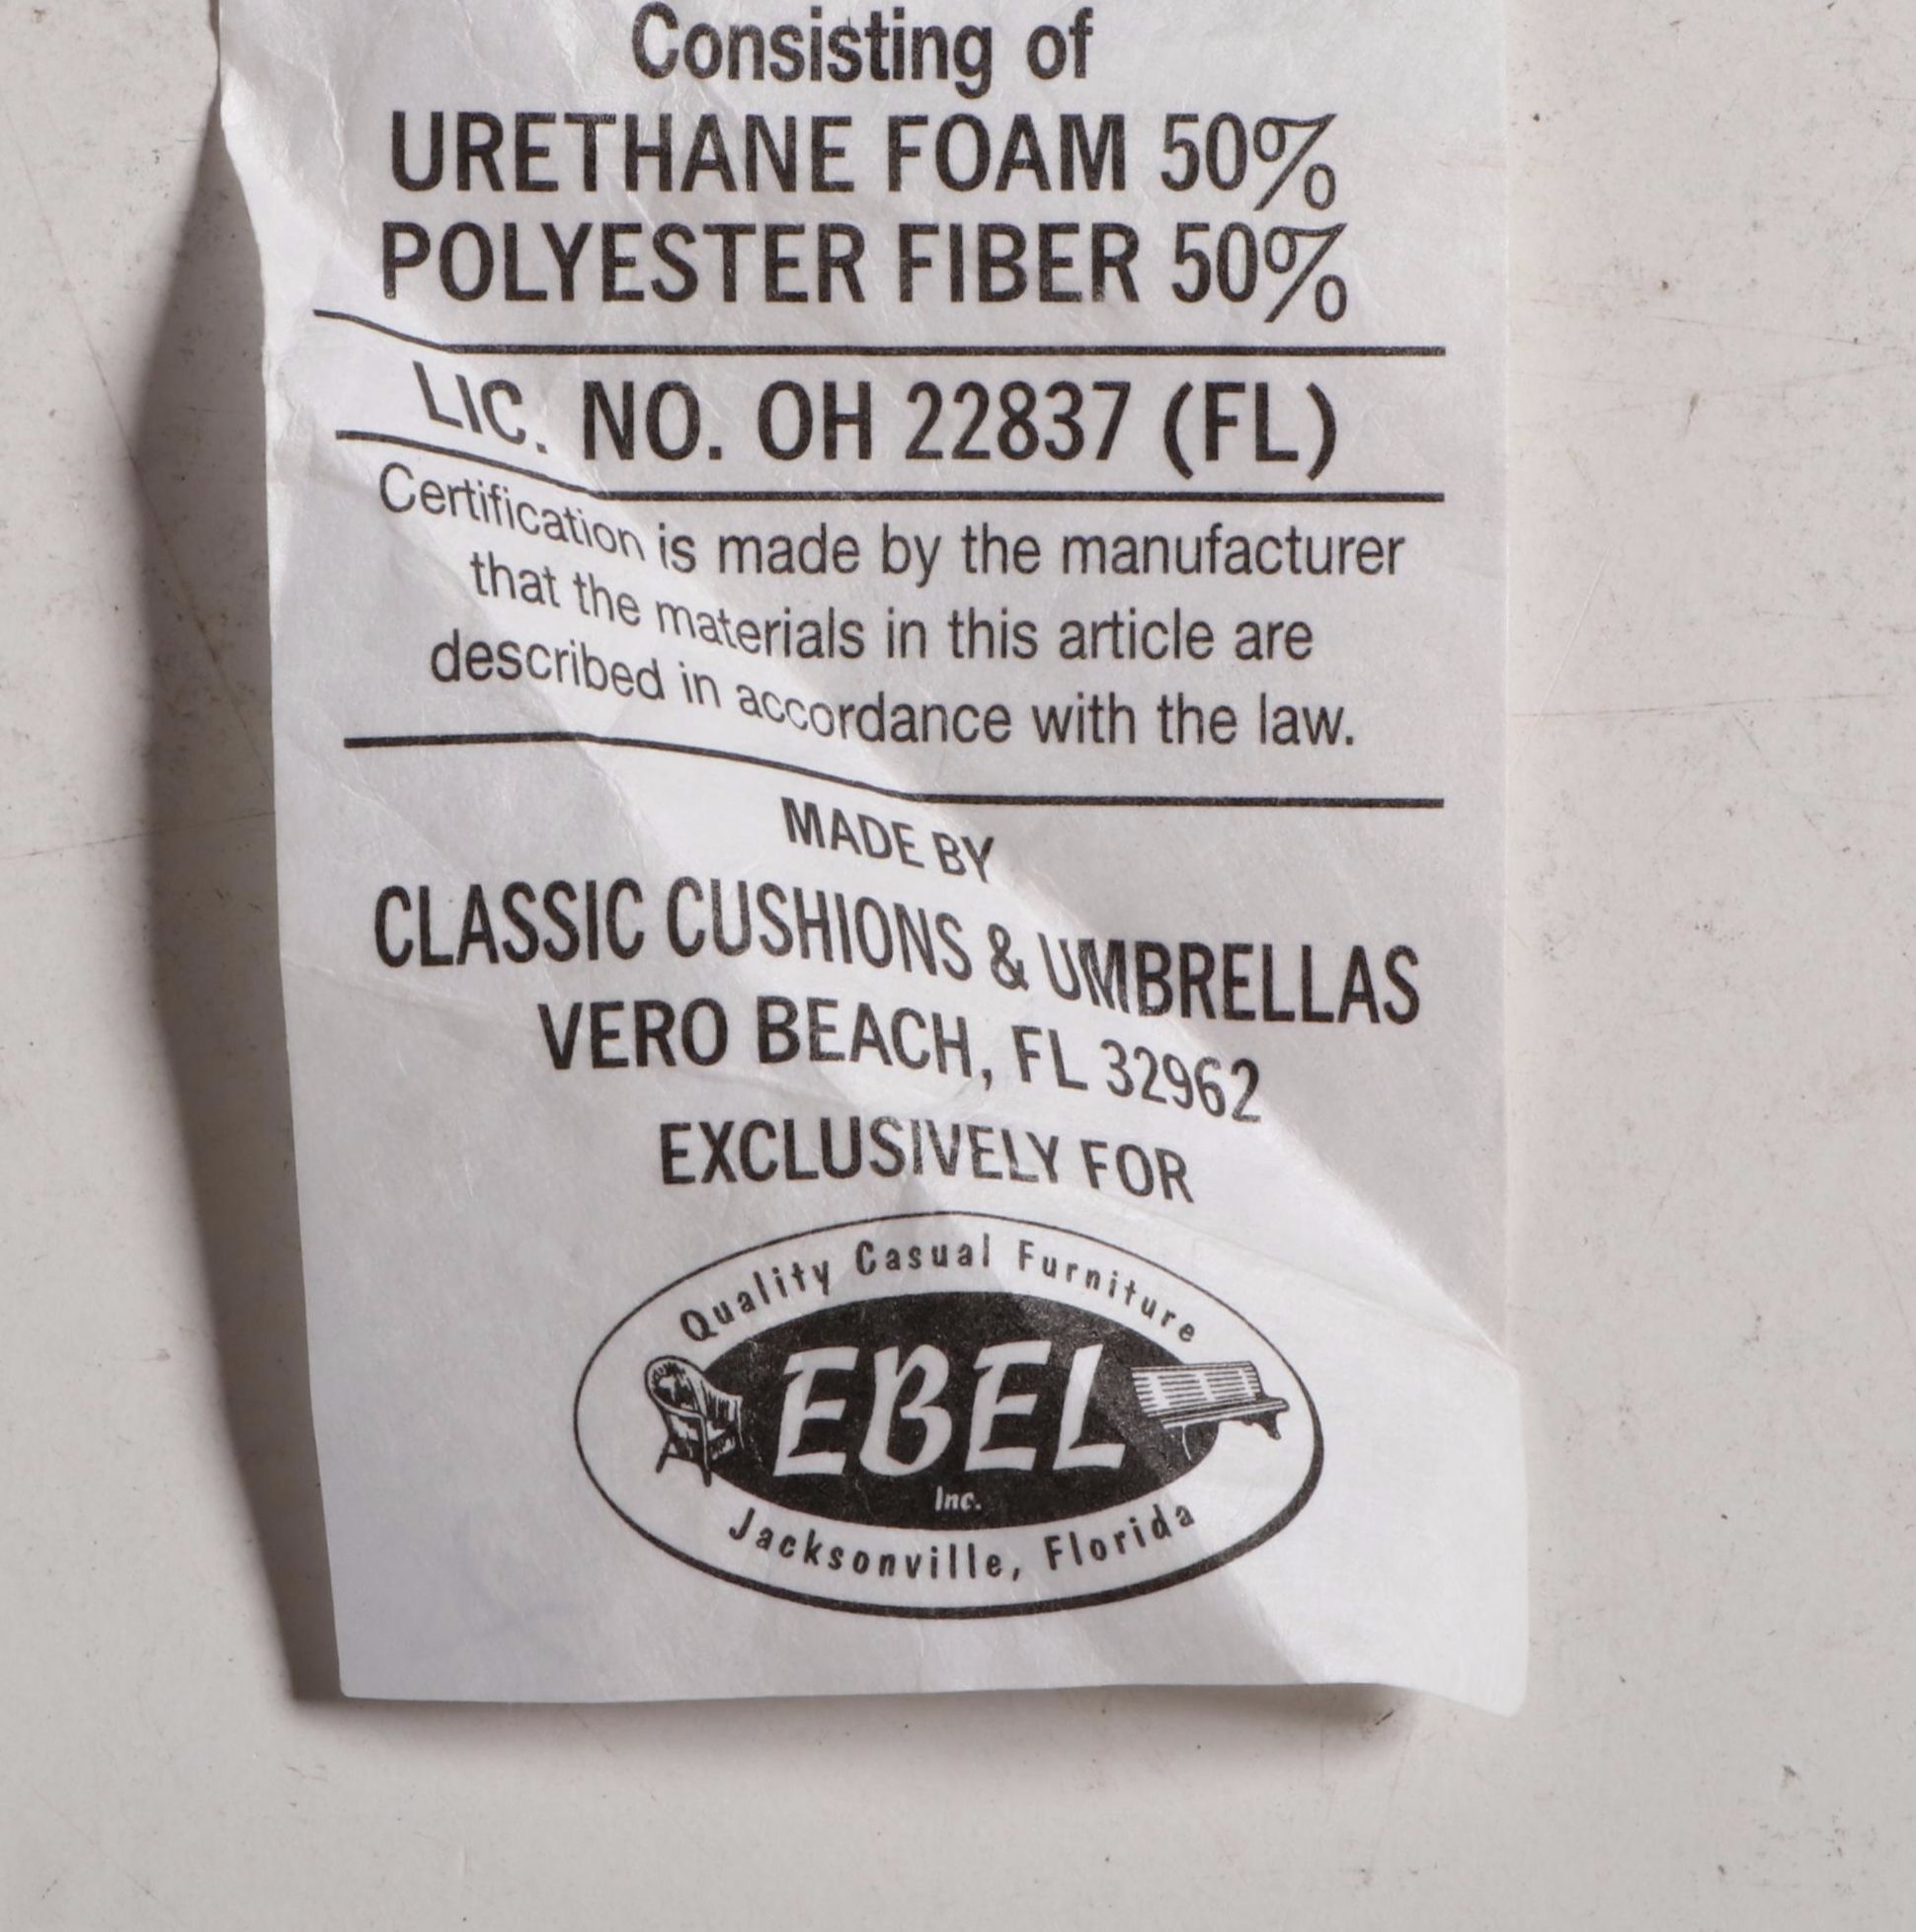 Consisting of
URETHANE FOAM 50%
POLYESTER FIBER 50%
LIC. NO. OH 22837 (FL)
Certification is made by the manufacturer
that the materials in this article are
described in accordance with the law.
MADE BY
CLASSIC CUSHIONS & UMBRELLAS
VERO BEACH, FL 32962
EXCLUSIVELY FOR
Quality Casual Furniture
EBEL
Inc.
Jacksonville, Florida